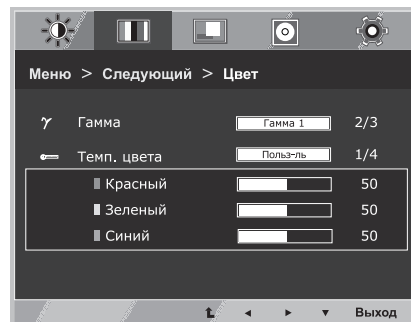 Меню > Следующий > Цвет
γ Гамма Гамма 1 2/3
Темп. цвета Польз-ль 1/4
Красный 50
Зеленый 50
Синий 50
Выход